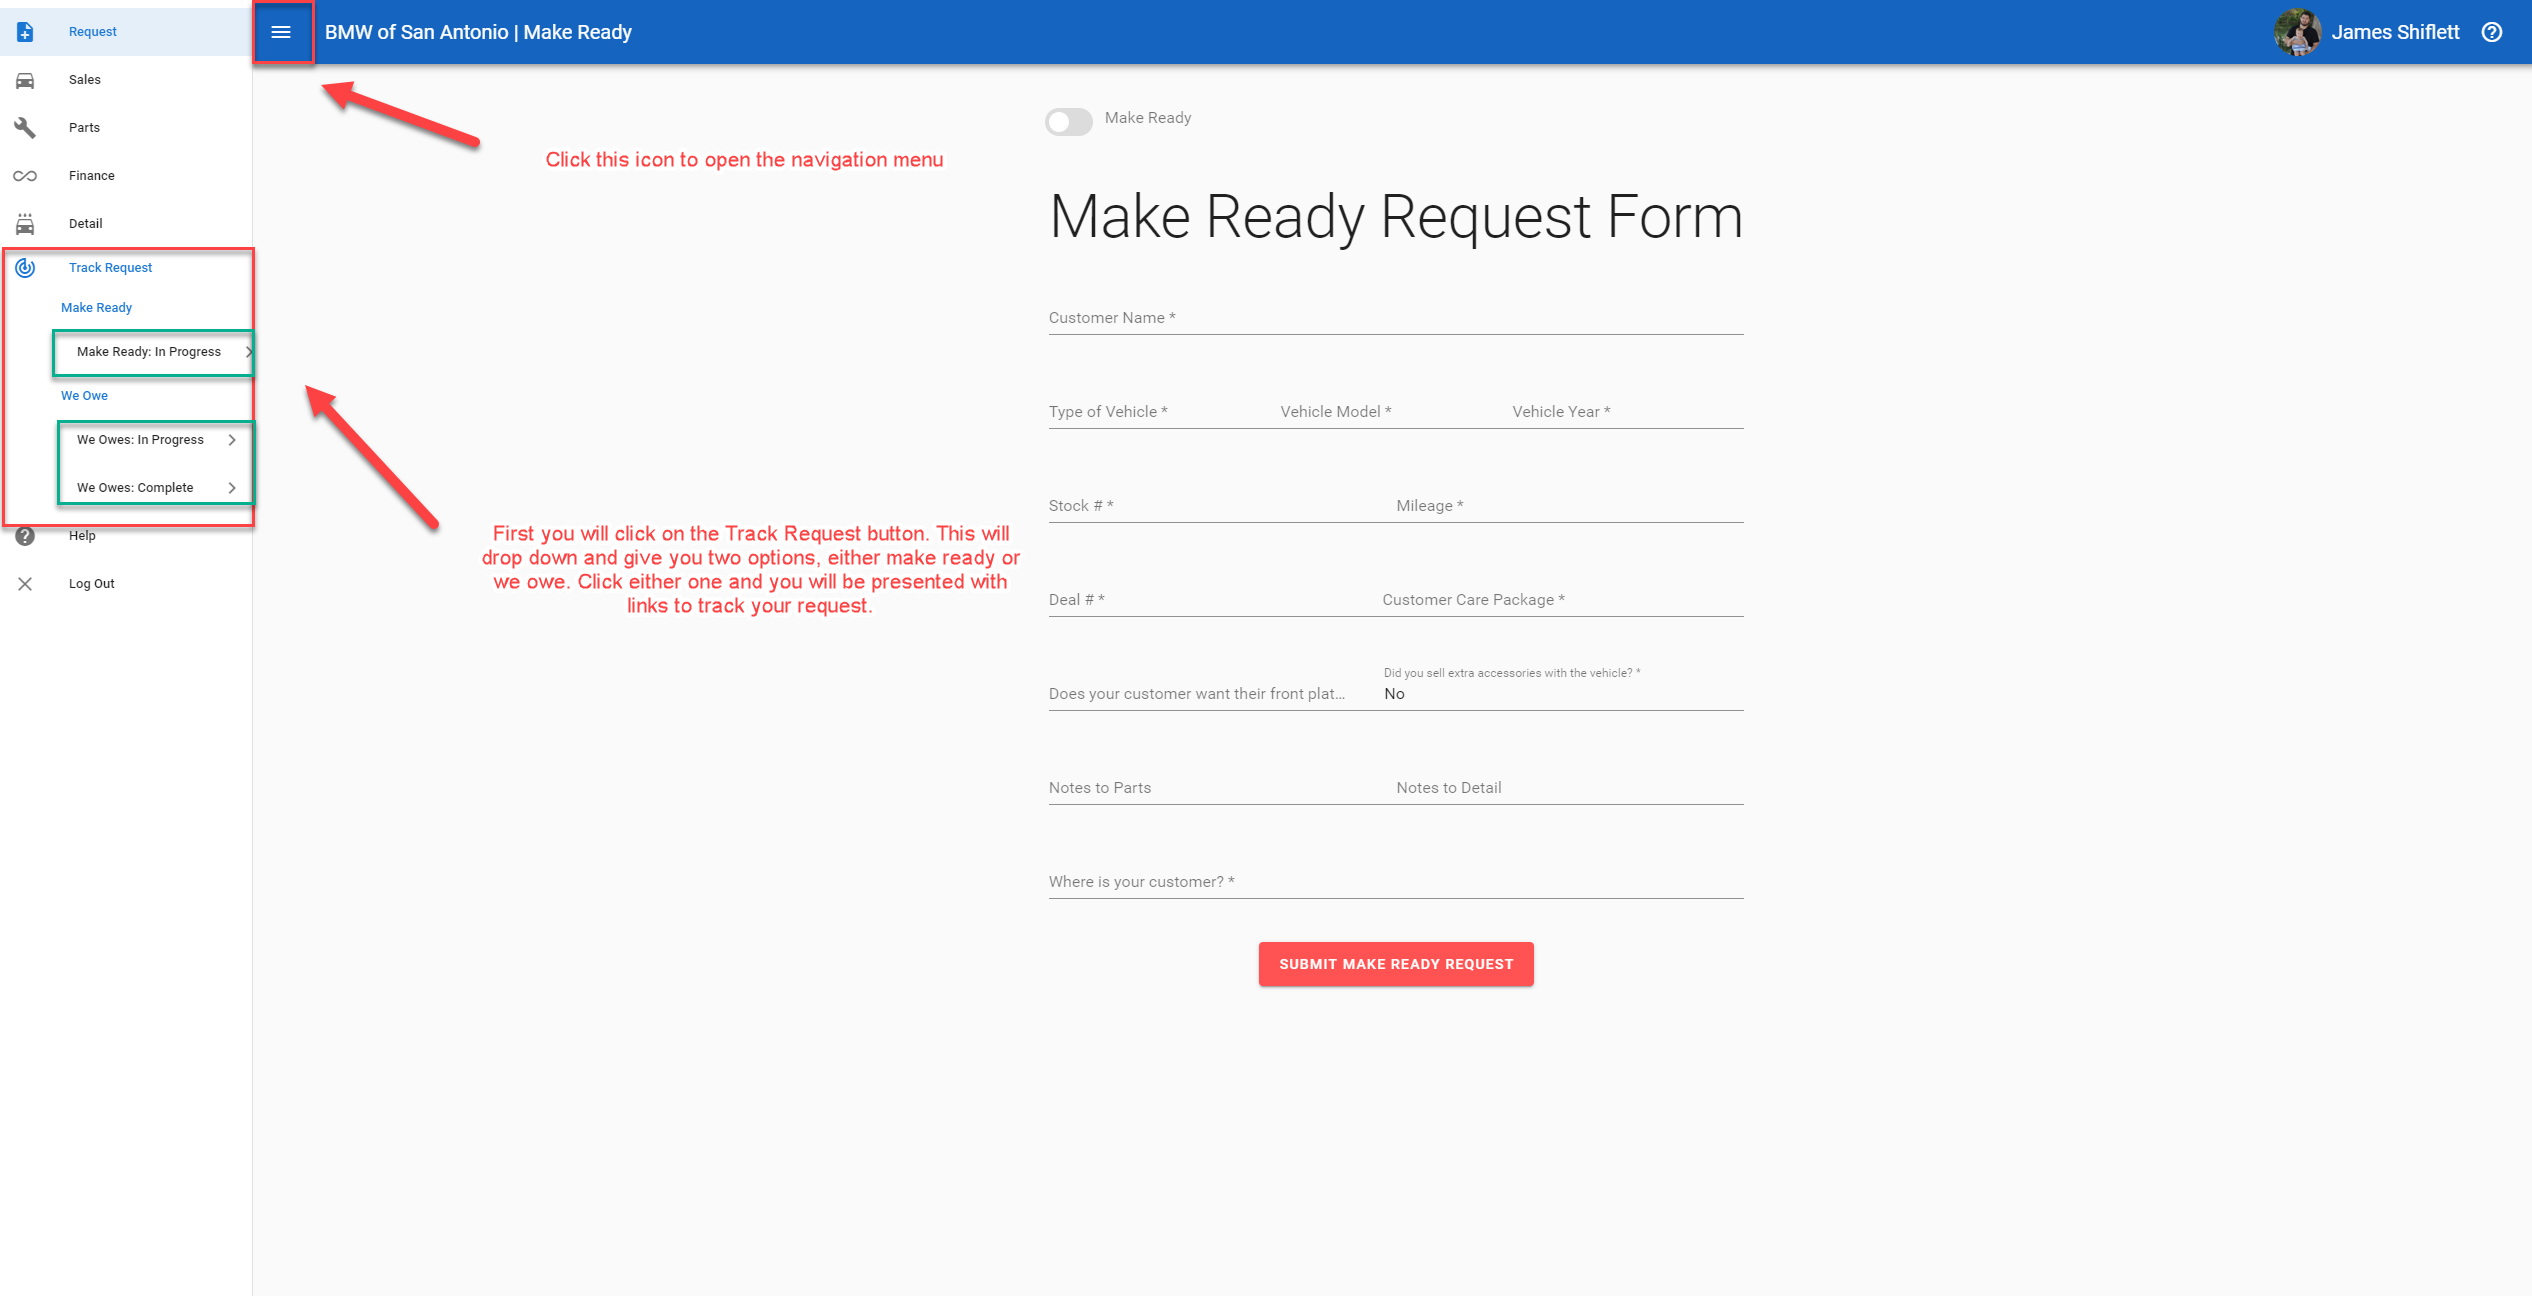 Request
Sales
Parts
Finance
Detail
Track Request
Make Ready
Make Ready: In Progress
We Owe
We Owes: In Progress
We Owes: Complete
Help
Log Out
BMW of San Antonio | Make Ready
James Shiflett
Click this icon to open the navigation menu
First you will click on the Track Request button. This will
drop down and give you two options, either make ready or
we owe. Click either one and you will be presented with
links to track your request.
Make Ready
Make Ready Request Form
Customer Name *
Type of Vehicle * Vehicle Model * Vehicle Year *
Stock # * Mileage *
Deal # * Customer Care Package *
Did you sell extra accessories with the vehicle? *
Does your customer want their front plat... No
Notes to Parts Notes to Detail
Where is your customer? *
SUBMIT MAKE READY REQUEST